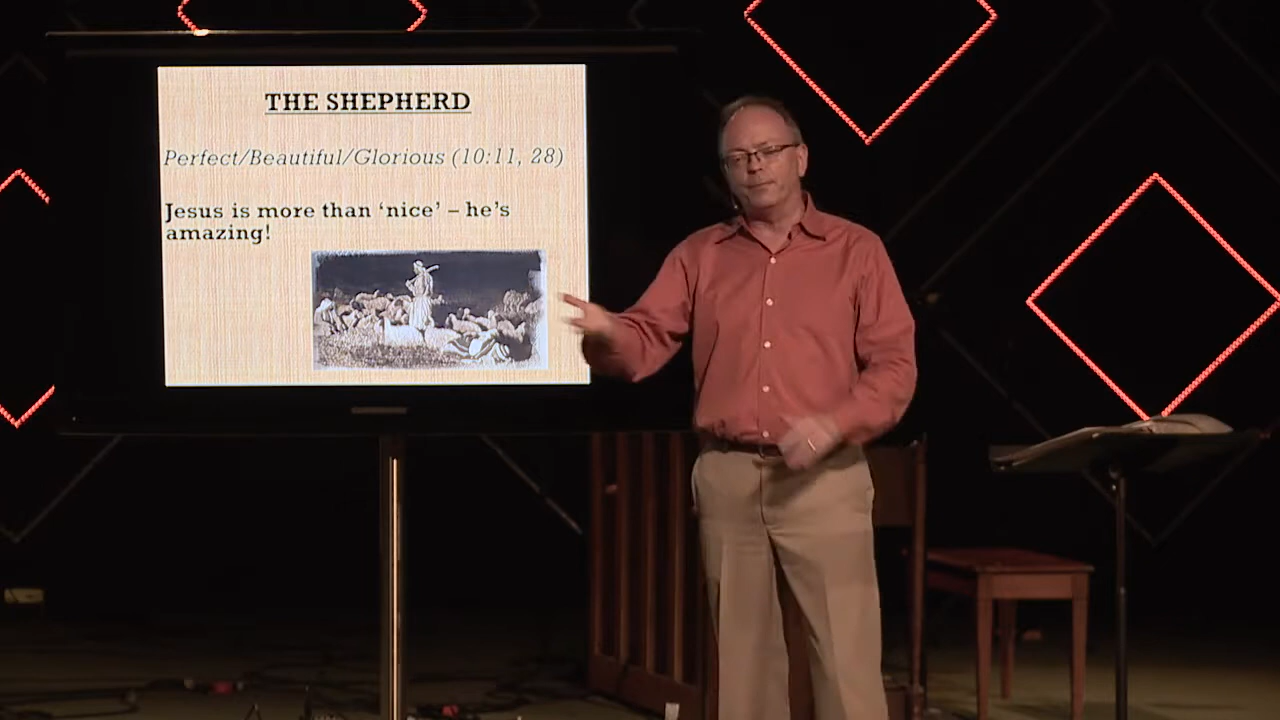 THE SHEPHERD
Perfect/Beautiful/Glorious (10:11, 28)
Jesus is more than ‘nice’ – he’s
amazing!